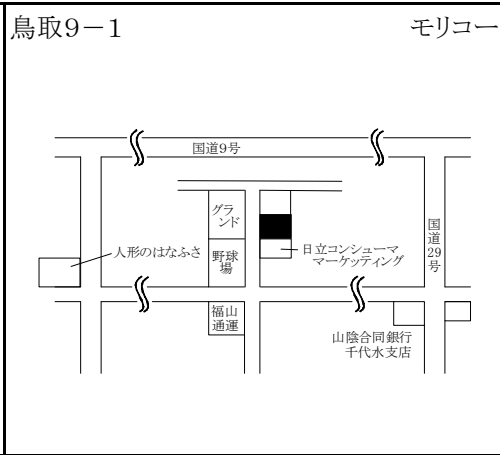 鳥取9－1
モリコー
国道9号
グラ
ンド
人形のはなふさ
野球
場
日立コンシューマ
マーケッティング
国道29号
福山
通運
山陰合同銀行
千代水支店